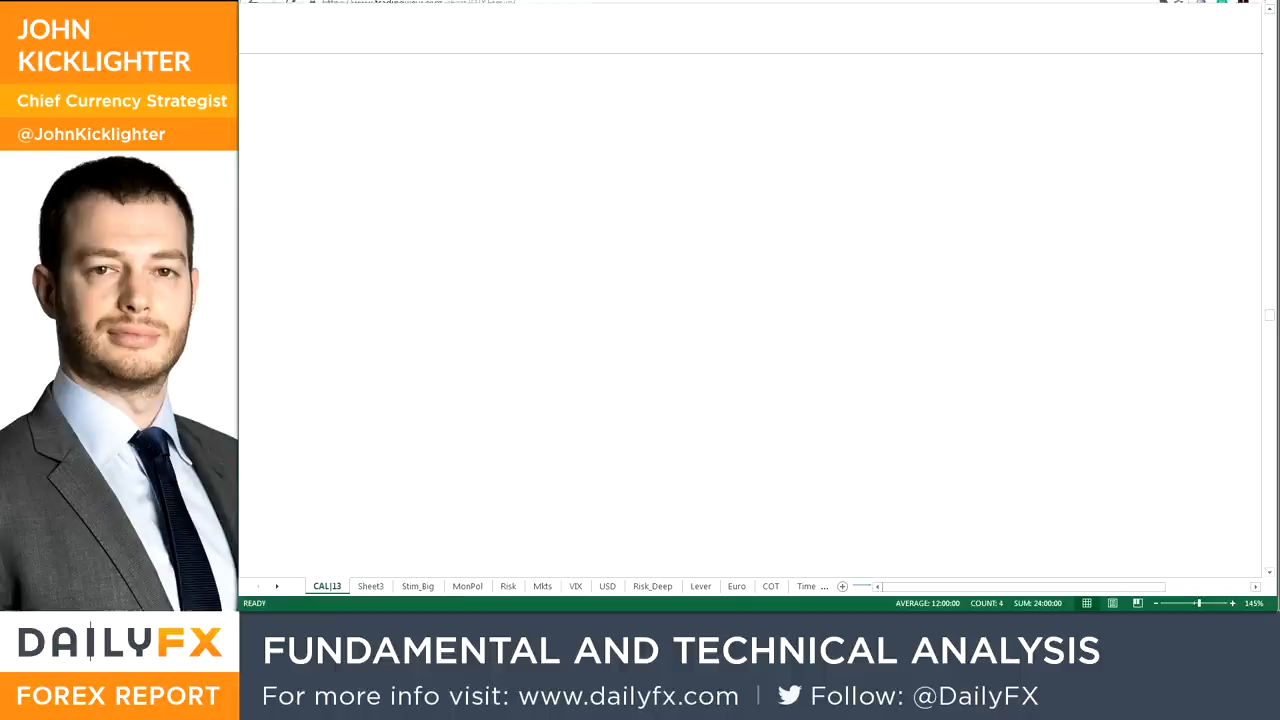 JOHN
KICKLIGHTER
Chief Currency Strategist
@JohnKicklighter
CAL|13 Sheet3 Stim_Big MonPol Risk Mkts VIX USD Risk_Deep Lever Euro COT Time ...
READY AVERAGE: 12:00:00 COUNT: 4 SUM: 24:00:00 145%
DAILYFX
FOREX REPORT
FUNDAMENTAL AND TECHNICAL ANALYSIS
For more info visit: www.dailyfx.com | Follow: @DailyFX